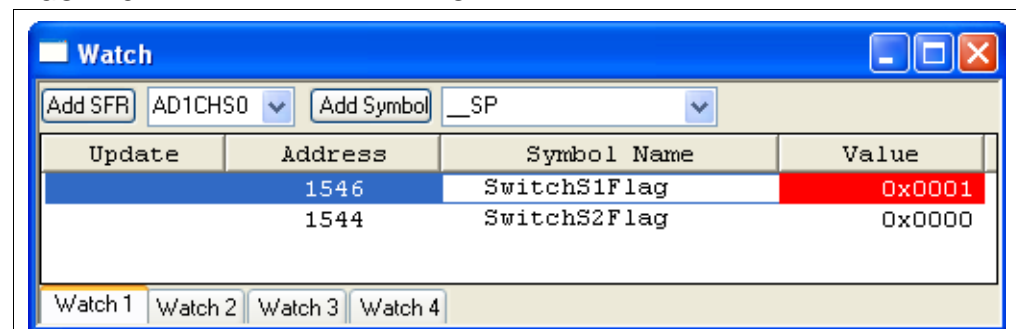 Watch
Add SFR AD1CHS0 Add Symbol __SP
Update Address Symbol Name Value
1546 SwitchS1Flag 0x0001
1544 SwitchS2Flag 0x0000
Watch 1 Watch 2 Watch 3 Watch 4